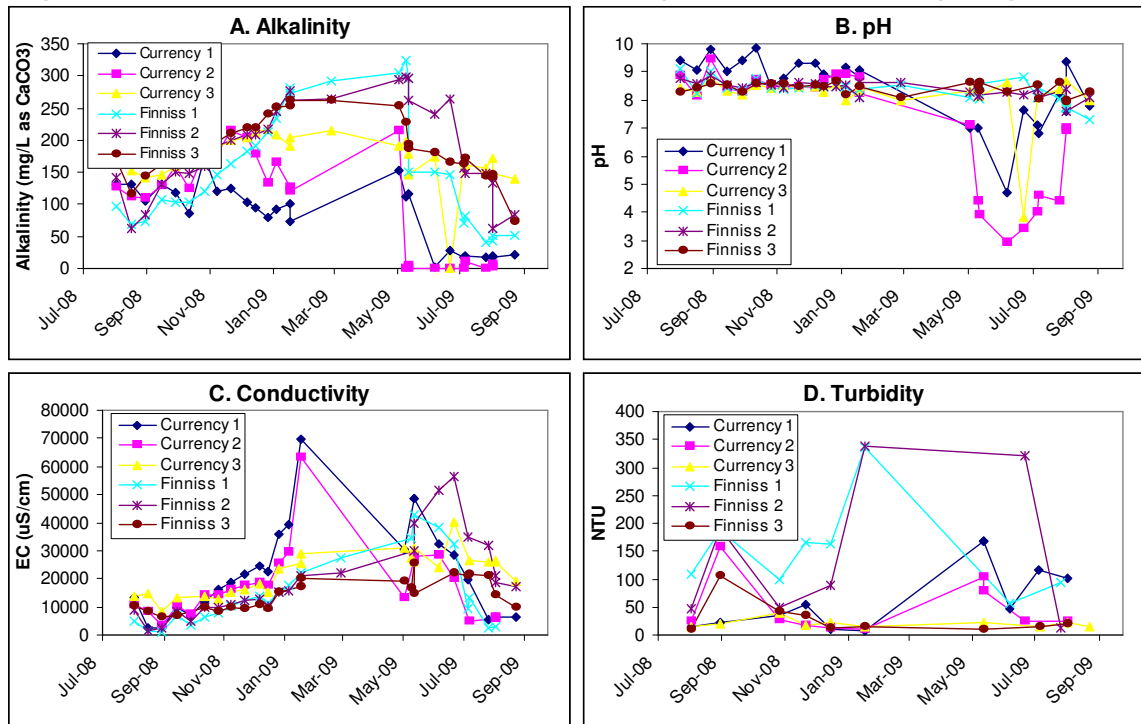 A. Alkalinity
Alkalinity (mg/L as CaCO3)
350
300
250
200
150
100
50
0
Currency 1
Currency 2
Currency 3
Finniss 1
Finniss 2
Finniss 3
Jul-08
Sep-08
Nov-08
Jan-09
Mar-09
May-09
Jul-09
Sep-09
B. pH
pH
10
9
8
7
6
5
4
3
2
Currency 1
Currency 2
Currency 3
Finniss 1
Finniss 2
Finniss 3
Jul-08
Sep-08
Nov-08
Jan-09
Mar-09
May-09
Jul-09
Sep-09
C. Conductivity
EC (uS/cm)
80000
70000
60000
50000
40000
30000
20000
10000
0
Currency 1
Currency 2
Currency 3
Finniss 1
Finniss 2
Finniss 3
Jul-08
Sep-08
Nov-08
Jan-09
Mar-09
May-09
Jul-09
Sep-09
D. Turbidity
NTU
400
350
300
250
200
150
100
50
0
Currency 1
Currency 2
Currency 3
Finniss 1
Finniss 2
Finniss 3
Jul-08
Sep-08
Nov-08
Jan-09
Mar-09
May-09
Jul-09
Sep-09